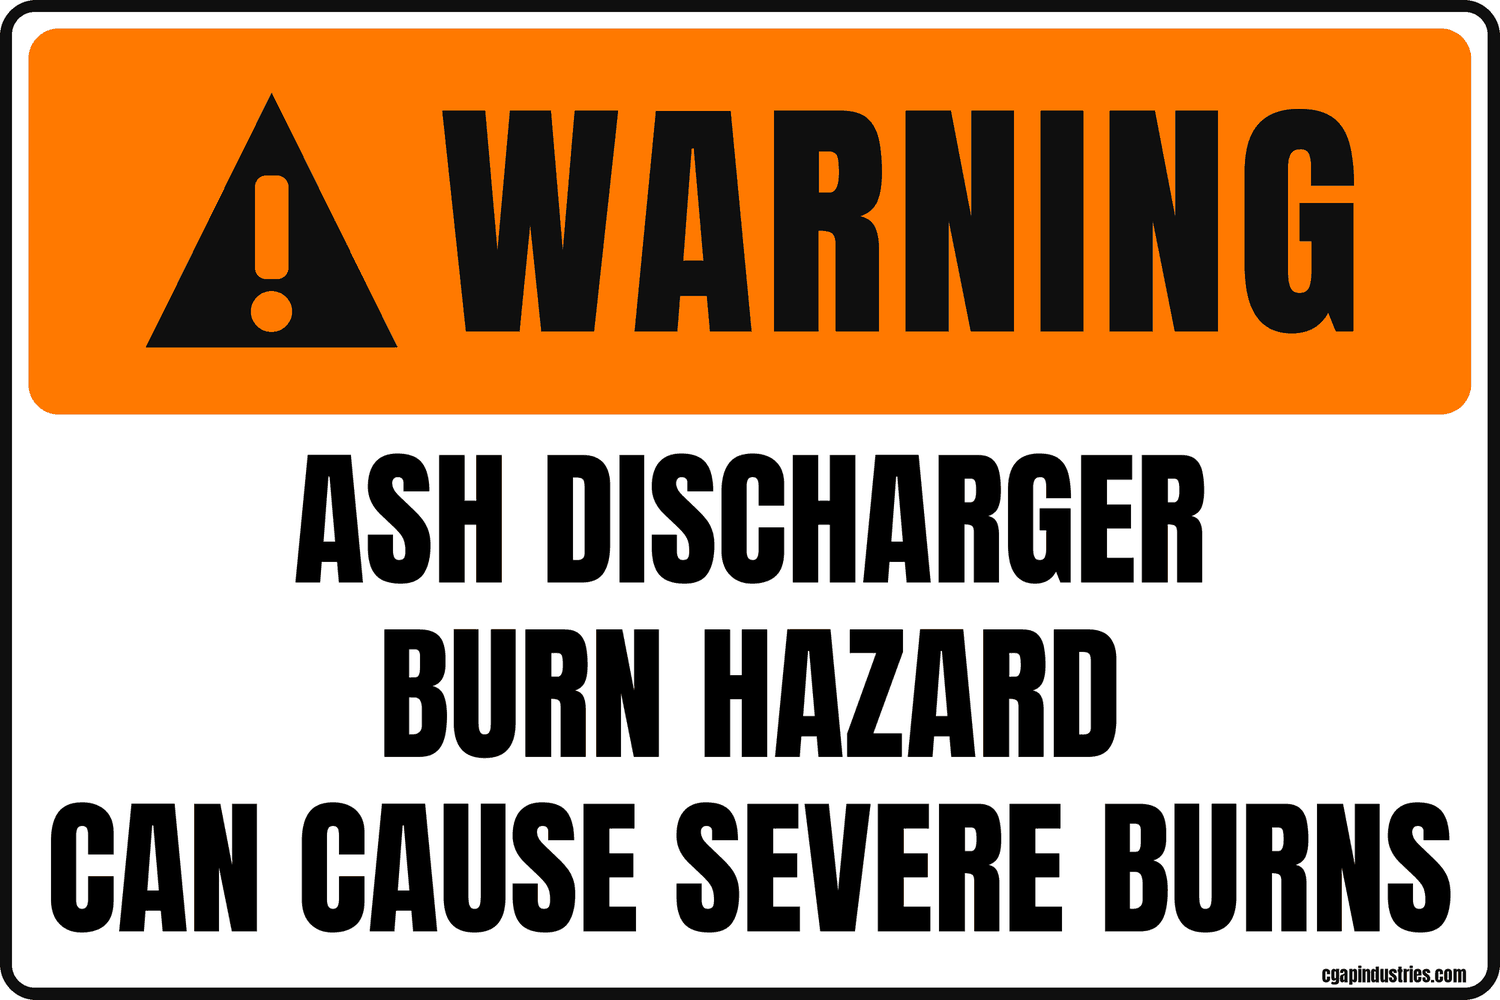 WARNING
ASH DISCHARGER
BURN HAZARD
CAN CAUSE SEVERE BURNS
cgapindustries.com